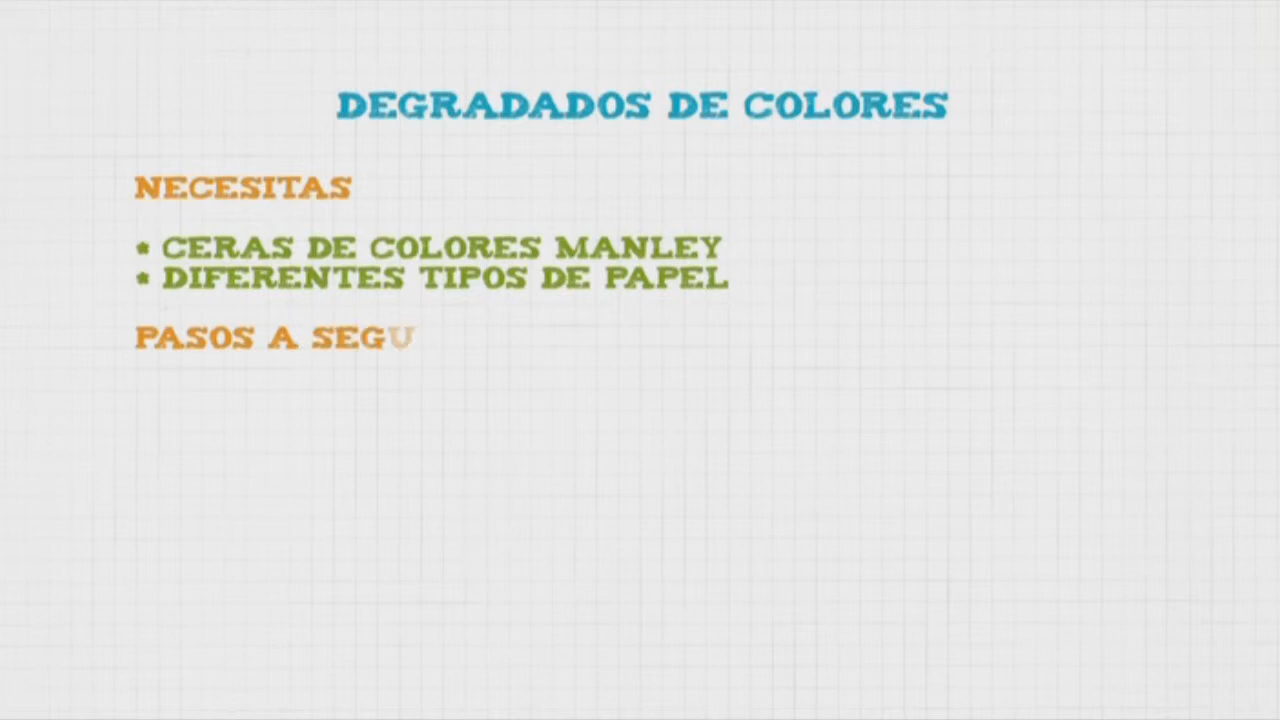 DEGRADADOS DE COLORES
NECESITAS
* CERAS DE COLORES MANLEY
* DIFERENTES TIPOS DE PAPEL
PASOS A SEGU